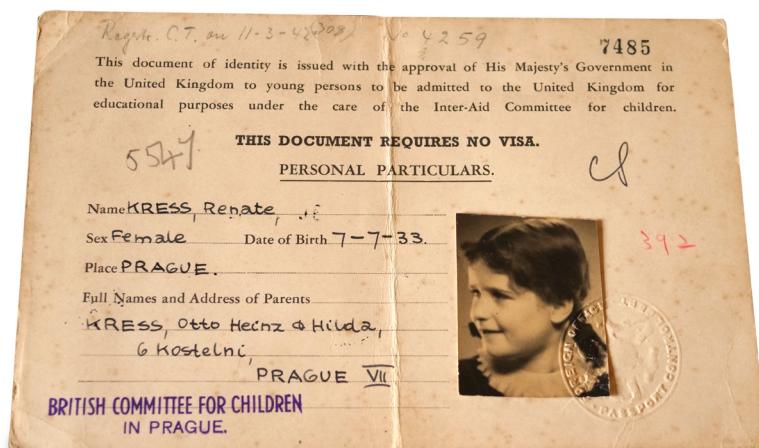 Regstr. C.T. on 11-3-42 (308) No 4259
7485
This document of identity is issued with the approval of His Majesty's Government in
the United Kingdom to young persons to be admitted to the United Kingdom for
educational purposes under the care of the Inter-Aid Committee for children.
THIS DOCUMENT REQUIRES NO VISA.
5547
PERSONAL PARTICULARS.
Name KRESS, Renate,
Sex Female Date of Birth 7-7-33.
392
Place PRAGUE.
Full Names and Address of Parents
KRESS, Otto Heinz & Hilda,
6 Kostelni,
PRAGUE VII
PASSPORT
BRITISH COMMITTEE FOR CHILDREN
IN PRAGUE.